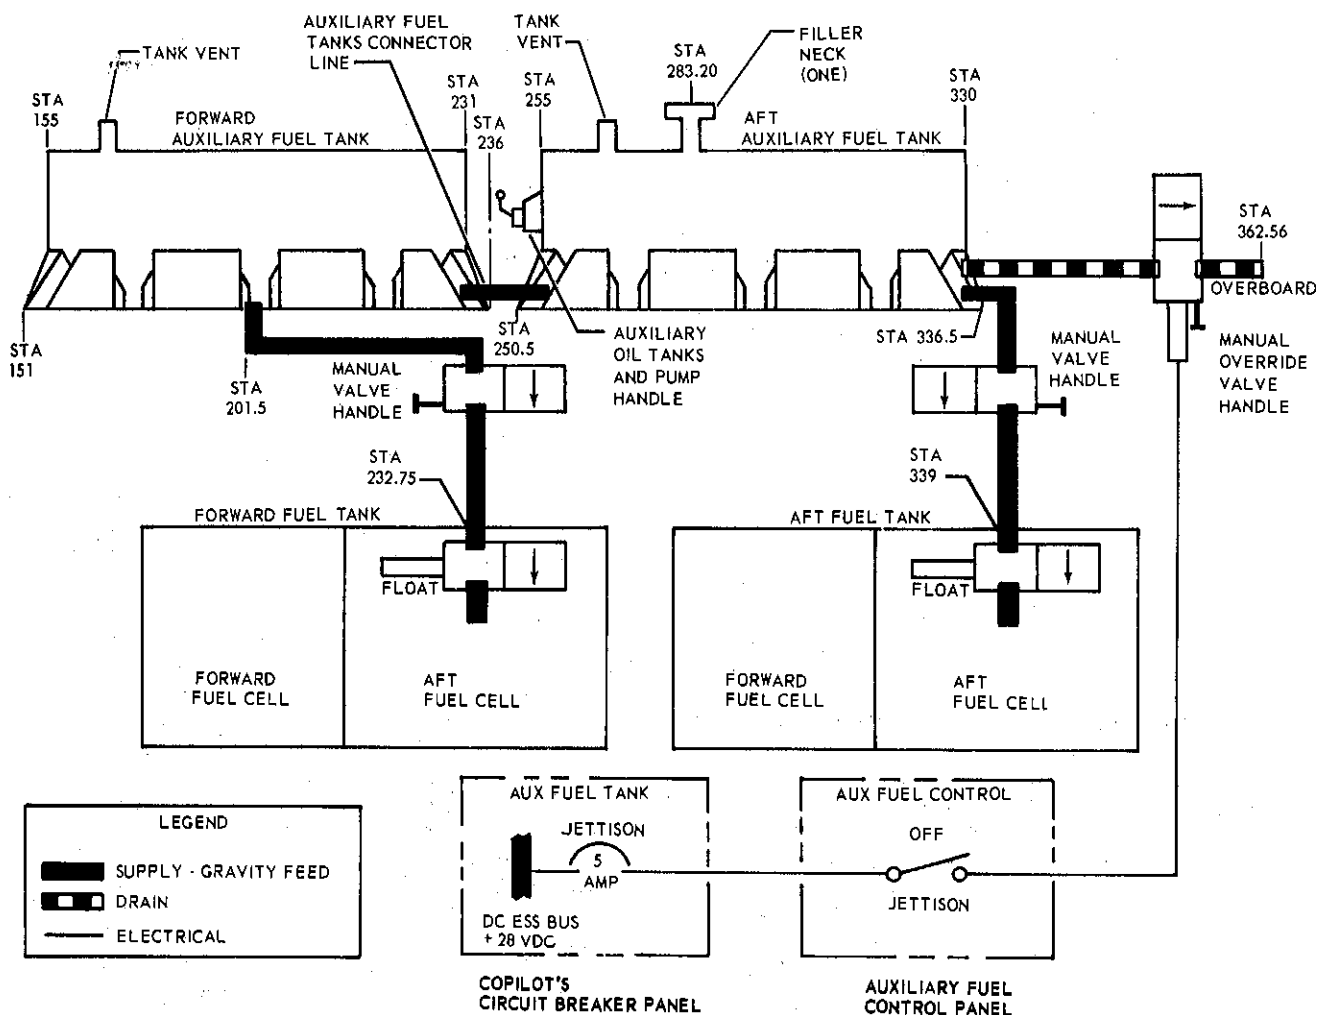 AUXILIARY FUEL
TANKS CONNECTOR
LINE
TANK
VENT
FILLER
NECK
(ONE)
TANK VENT
STA
283.20
STA
155
STA
231
STA
255
STA
330
FORWARD
AUXILIARY FUEL TANK
STA
236
AFT
AUXILIARY FUEL TANK
STA
362.56
OVERBOARD
STA
151
STA
201.5
MANUAL
VALVE
HANDLE
STA
250.5
AUXILIARY
OIL TANKS
AND PUMP
HANDLE
STA 336.5
MANUAL
VALVE
HANDLE
MANUAL
OVERRIDE
VALVE
HANDLE
STA
232.75
STA
339
FORWARD FUEL TANK
FLOAT
FORWARD
FUEL CELL
AFT
FUEL CELL
AFT FUEL TANK
FLOAT
FORWARD
FUEL CELL
AFT
FUEL CELL
LEGEND
SUPPLY - GRAVITY FEED
DRAIN
ELECTRICAL
AUX FUEL TANK
JETTISON
5
AMP
DC ESS BUS
+ 28 VDC
COPILOT'S
CIRCUIT BREAKER PANEL
AUX FUEL CONTROL
OFF
JETTISON
AUXILIARY FUEL
CONTROL PANEL